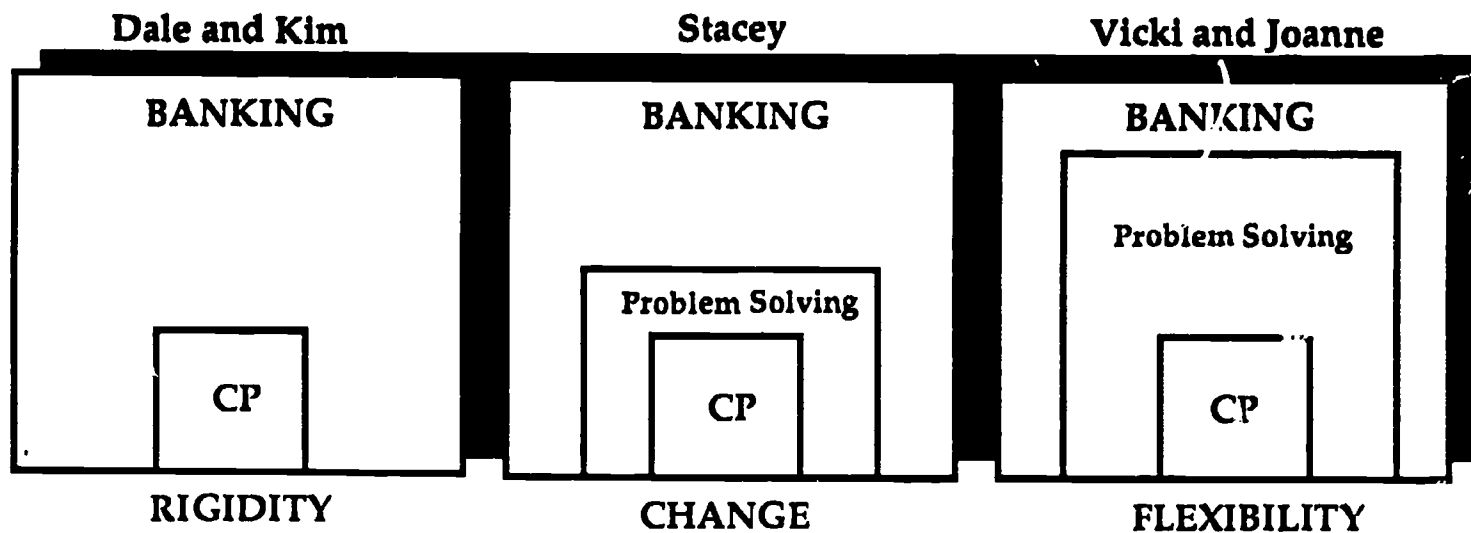 Dale and Kim
Stacey
Vicki and Joanne
BANKING
BANKING
BANKING
Problem Solving
Problem Solving
CP
CP
CP
RIGIDITY
CHANGE
FLEXIBILITY